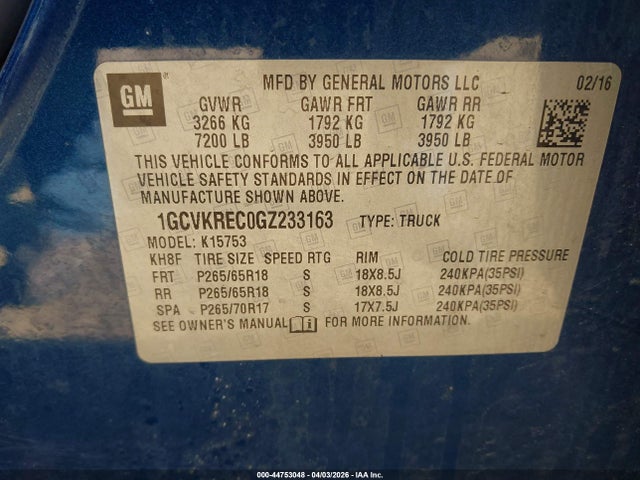 GM
MFD BY GENERAL MOTORS LLC 02/16
GVWR GAWR FRT GAWR RR
3266 KG 1792 KG 1792 KG
7200 LB 3950 LB 3950 LB
THIS VEHICLE CONFORMS TO ALL APPLICABLE U.S. FEDERAL MOTOR
VEHICLE SAFETY STANDARDS IN EFFECT ON THE DATE OF
MANUFACTURE SHOWN ABOVE.
1GCVKREC0GZ233163 TYPE: TRUCK
MODEL: K15753
KH8F TIRE SIZE SPEED RTG RIM COLD TIRE PRESSURE
FRT P265/65R18 S 18X8.5J 240KPA(35PSI)
RR P265/65R18 S 18X8.5J 240KPA(35PSI)
SPA P265/70R17 S 17X7.5J 240KPA(35PSI)
SEE OWNER'S MANUAL FOR MORE INFORMATION.
000-44753048 - 04/03/2026 - IAA Inc.